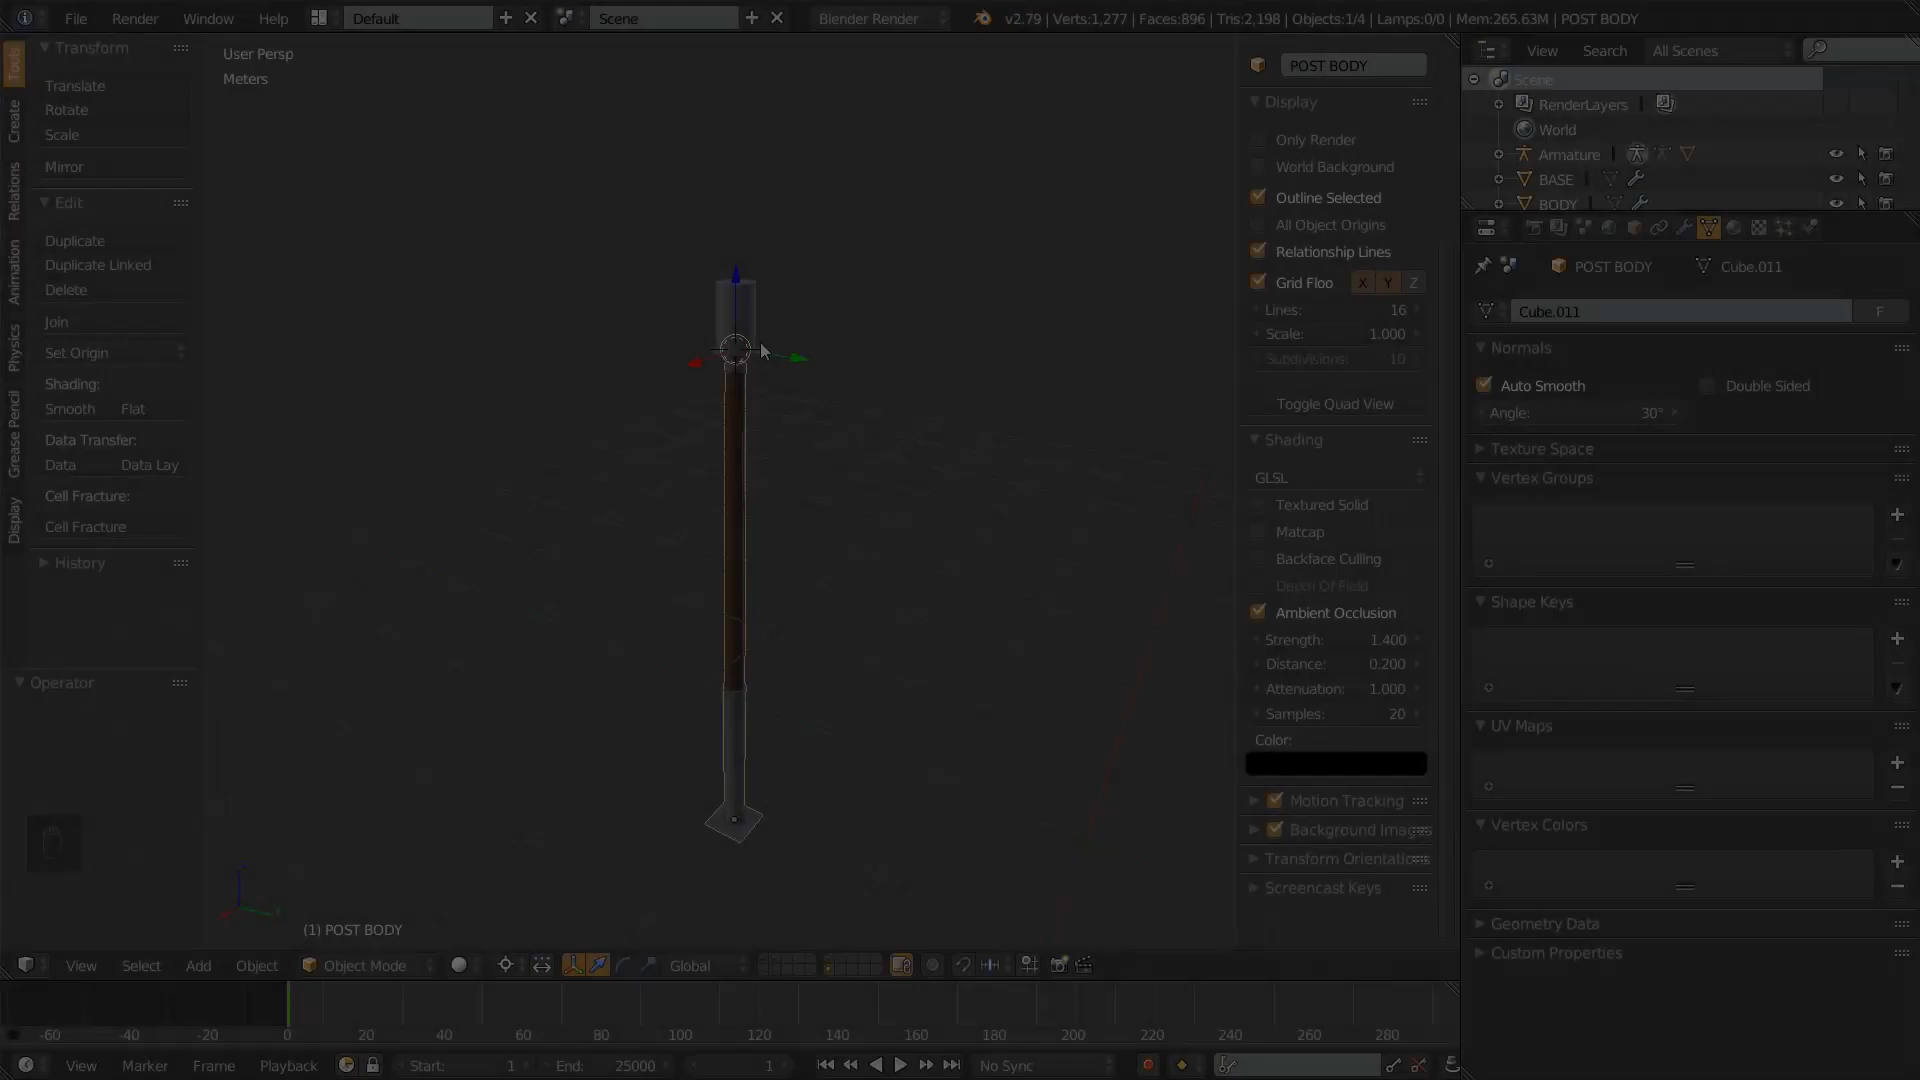 File Render Window Help Default Scene Blender Render v2.79 | Verts:1,277 | Faces:896 | Tris:2,198 | Objects:1/4 | Lamps:0/0 | Mem:265.63M | POST BODY
Tools
Create
Relations
Animation
Physics
Grease Pencil
Display
Transform
Translate
Rotate
Scale
Mirror
Edit
Duplicate
Duplicate Linked
Delete
Join
Set Origin
Shading:
Smooth Flat
Data Transfer:
Data Data Lay
Cell Fracture:
Cell Fracture
History
Operator
User Persp
Meters
(1) POST BODY
POST BODY
Display
Only Render
World Background
Outline Selected
All Object Origins
Relationship Lines
Grid Floo X Y Z
Lines: 16
Scale: 1.000
Subdivisions: 10
Toggle Quad View
Shading
GLSL
Textured Solid
Matcap
Backface Culling
Depth Of Field
Ambient Occlusion
Strength: 1.400
Distance: 0.200
Attenuation: 1.000
Samples: 20
Color:
Motion Tracking
Background Images
Transform Orientations
Screencast Keys
View Search All Scenes
Scene
RenderLayers
World
Armature
BASE
BODY
POST BODY Cube.011
Cube.011 F
Normals
Auto Smooth Double Sided
Angle: 30°
Texture Space
Vertex Groups
Shape Keys
UV Maps
Vertex Colors
Geometry Data
Custom Properties
View Select Add Object Object Mode Global
-60 -40 -20 0 20 40 60 80 100 120 140 160 180 200 220 240 260 280
View Marker Frame Playback Start: 1 End: 25000 1 No Sync